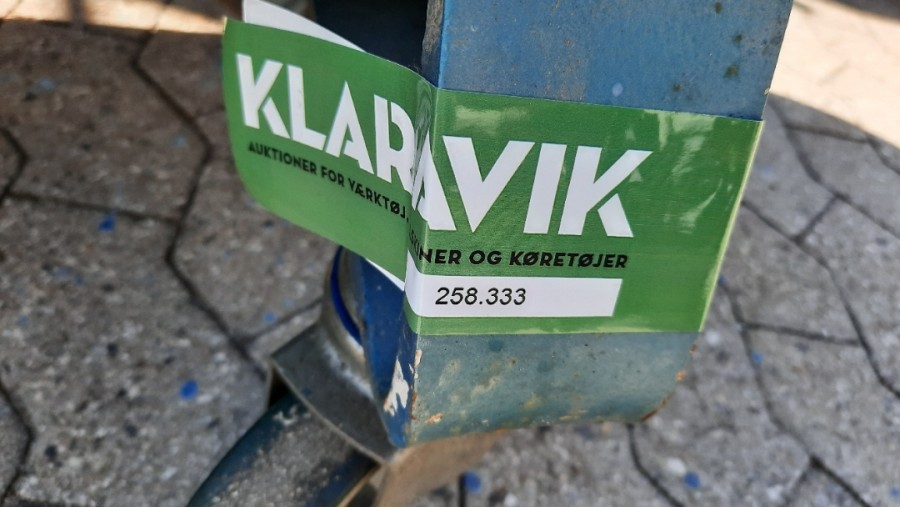 KLARAVIK
AUKTIONER FOR VÆRKTØJ, NER OG KØRETØJER
258.333